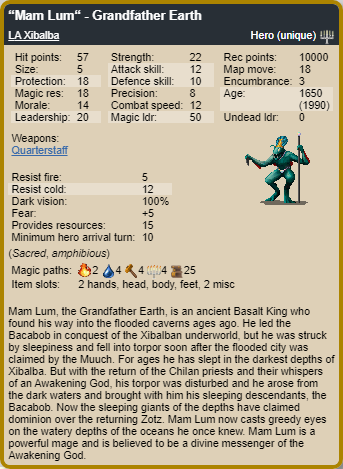 “Mam Lum“ - Grandfather Earth
LA Xibalba Hero (unique)
Hit points: 57 Strength: 22 Rec points: 10000
Size: 5 Attack skill: 12 Map move: 18
Protection: 18 Defence skill: 10 Encumbrance: 3
Magic res: 18 Precision: 8 Age: 1650
Morale: 14 Combat speed: 12 (1990)
Leadership: 20 Magic ldr: 50 Undead ldr: 0
Weapons:
Quarterstaff
Resist fire: 5
Resist cold: 12
Dark vision: 100%
Fear: +5
Provides resources: 15
Minimum hero arrival turn: 10
(Sacred, amphibious)
Magic paths: 2 4 4 4 25
Item slots: 2 hands, head, body, feet, 2 misc
Mam Lum, the Grandfather Earth, is an ancient Basalt King who
found his way into the flooded caverns ages ago. He led the
Bacabob in conquest of the Xibalban underworld, but he was struck
by sleepiness and fell into torpor soon after the flooded city was
claimed by the Muuch. For ages he has slept in the darkest depths of
Xibalba. But with the return of the Chilan priests and their whispers
of an Awakening God, his torpor was disturbed and he arose from
the dark waters and brought with him his sleeping descendants, the
Bacabob. Now the sleeping giants of the depths have claimed
dominion over the returning Zotz. Mam Lum now casts greedy eyes
on the watery depths of the oceans he once knew. Mam Lum is a
powerful mage and is believed to be a divine messenger of the
Awakening God.